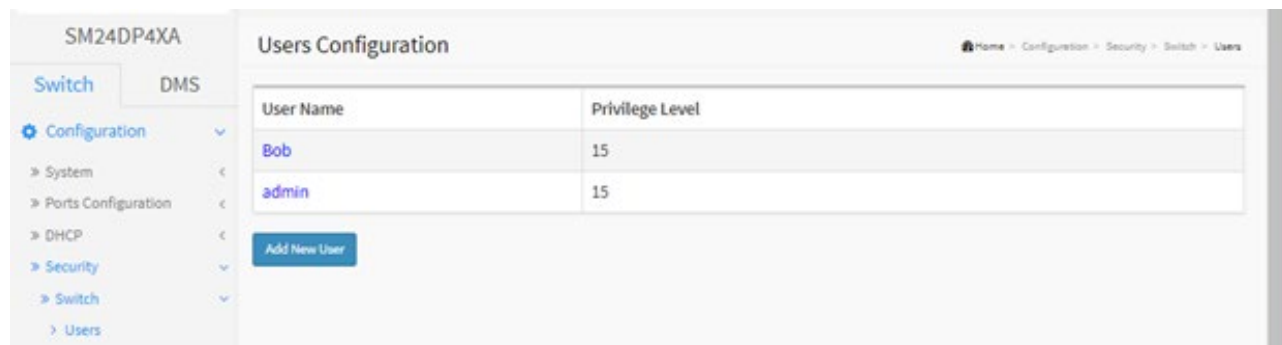 SM24DP4XA
Switch DMS
Configuration
» System
» Ports Configuration
» DHCP
» Security
» Switch
> Users
Users Configuration
Home > Configuration > Security > Switch > Users
User Name Privilege Level
Bob 15
admin 15
Add New User